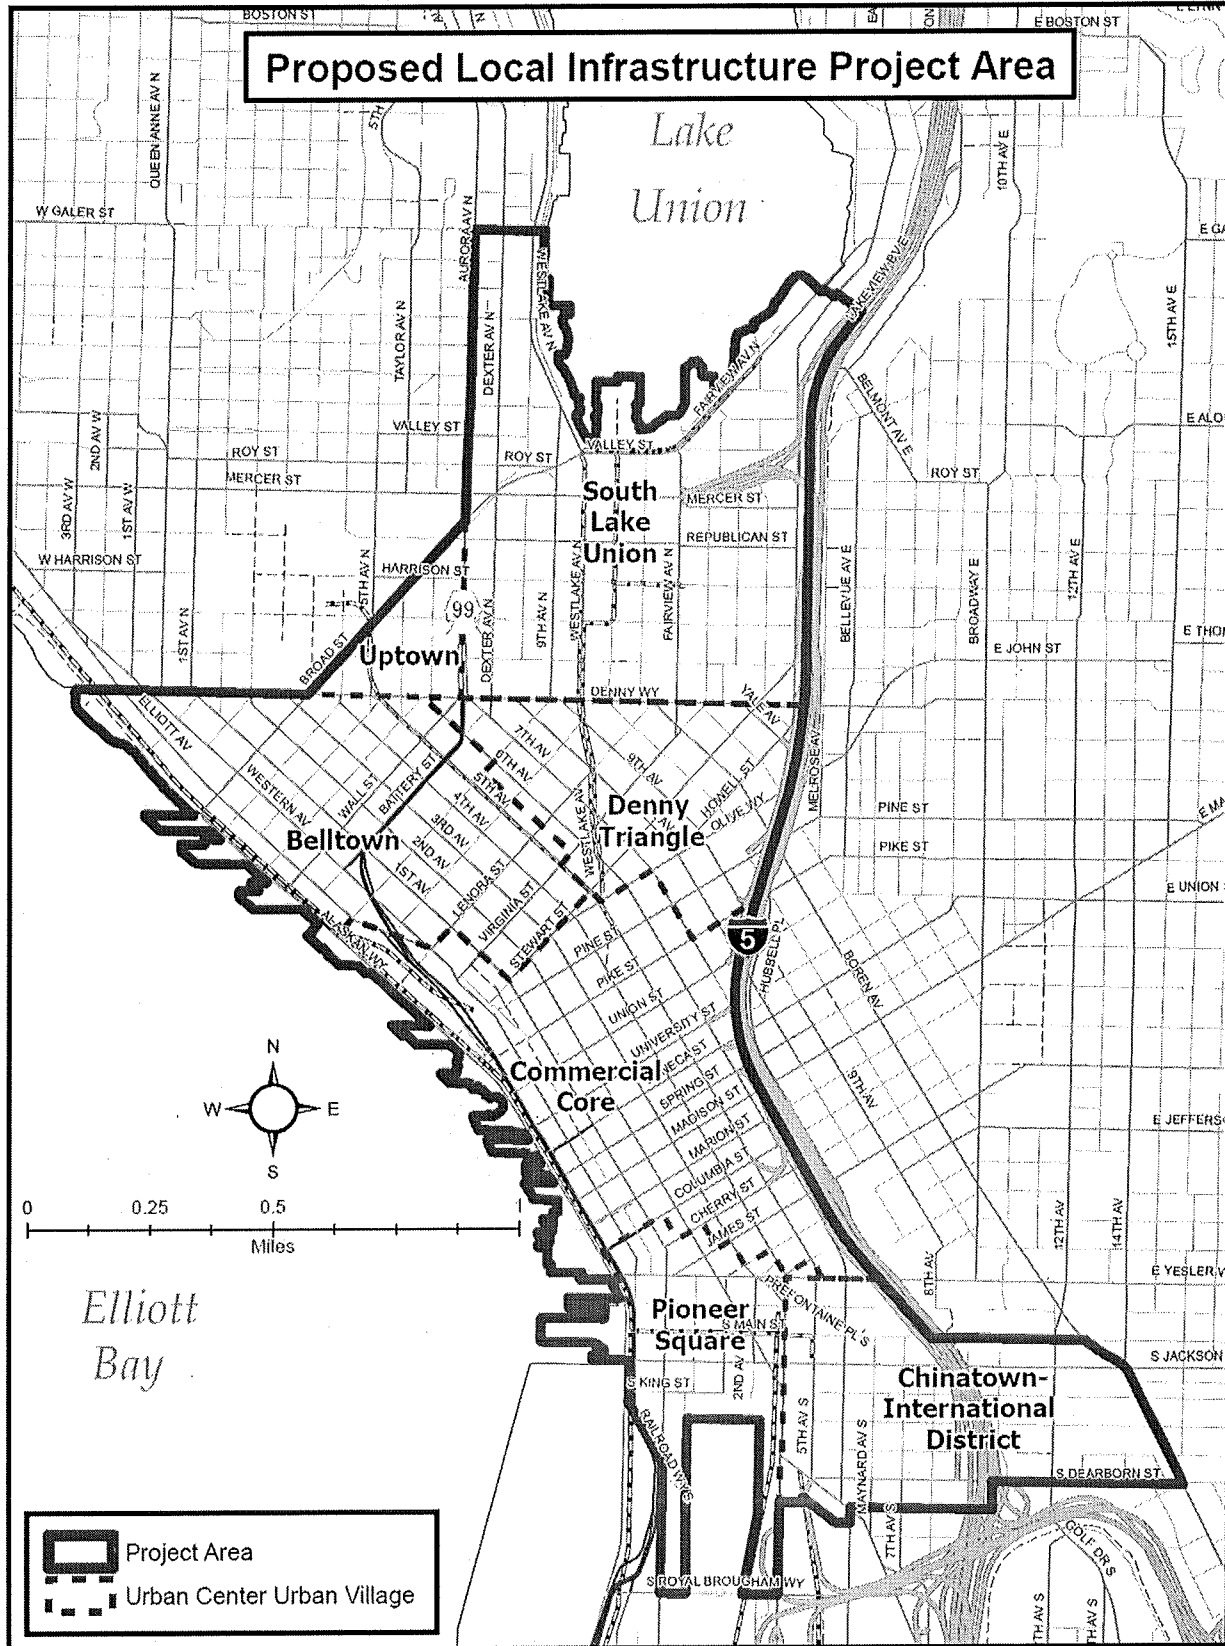 BOSTON ST
E BOSTON ST
Proposed Local Infrastructure Project Area
QUEEN ANNE AV N
5TH
10TH AV E
Lake
Union
W GALER ST
AURORA AV N
WESTLAKE AV N
LAKEVIEW BV E
15TH AV E
TAYLOR AV N
DEXTER AV N
FAIRVIEW AV N
BELMONT AV E
2ND AV W
VALLEY ST
VALLEY ST
ROY ST
ROY ST
ROY ST
MERCER ST
MERCER ST
South
Lake
Union
3RD AV W
1ST AV W
REPUBLICAN ST
W HARRISON ST
HARRISON ST
5TH AV N
99
DEXTER AV N
9TH AV N
WESTLAKE AV N
FAIRVIEW AV N
BELLEVUE AV E
BROADWAY E
12TH AV E
1ST AV N
BROAD ST
Uptown
E JOHN ST
DENNY WY
YALE AV
ELLIOTT AV
7TH AV
6TH AV
5TH AV
4TH AV
3RD AV
2ND AV
1ST AV
9TH AV
WESTERN AV
WALL ST
BATTERY ST
Belltown
WESTLAKE AV
Denny
Triangle
HOWELL ST
OLIVE WY
MELROSE AV
PINE ST
PIKE ST
LENORA ST
VIRGINIA ST
STEWART ST
ALASKAN WY
PINE ST
PIKE ST
UNION ST
UNIVERSITY ST
5
HUBBELL PL
BOREN AV
E UNION
Commercial
Core
SPRING ST
MADISON ST
MARION ST
COLUMBIA ST
CHERRY ST
JAMES ST
9TH AV
N
W E
S
0 0.25 0.5 1
Miles
8TH AV
12TH AV
14TH AV
Elliott
Bay
PREFONTAINE PL S
Pioneer
Square
S MAIN ST
S KING ST
2ND AV
S JACKSON
Chinatown-
International
District
RAILROAD WY S
5TH AV S
MAYNARD AV S
7TH AV S
S DEARBORN ST
GOLF DR S
S ROYAL BROUGHAM WY
Project Area
Urban Center Urban Village